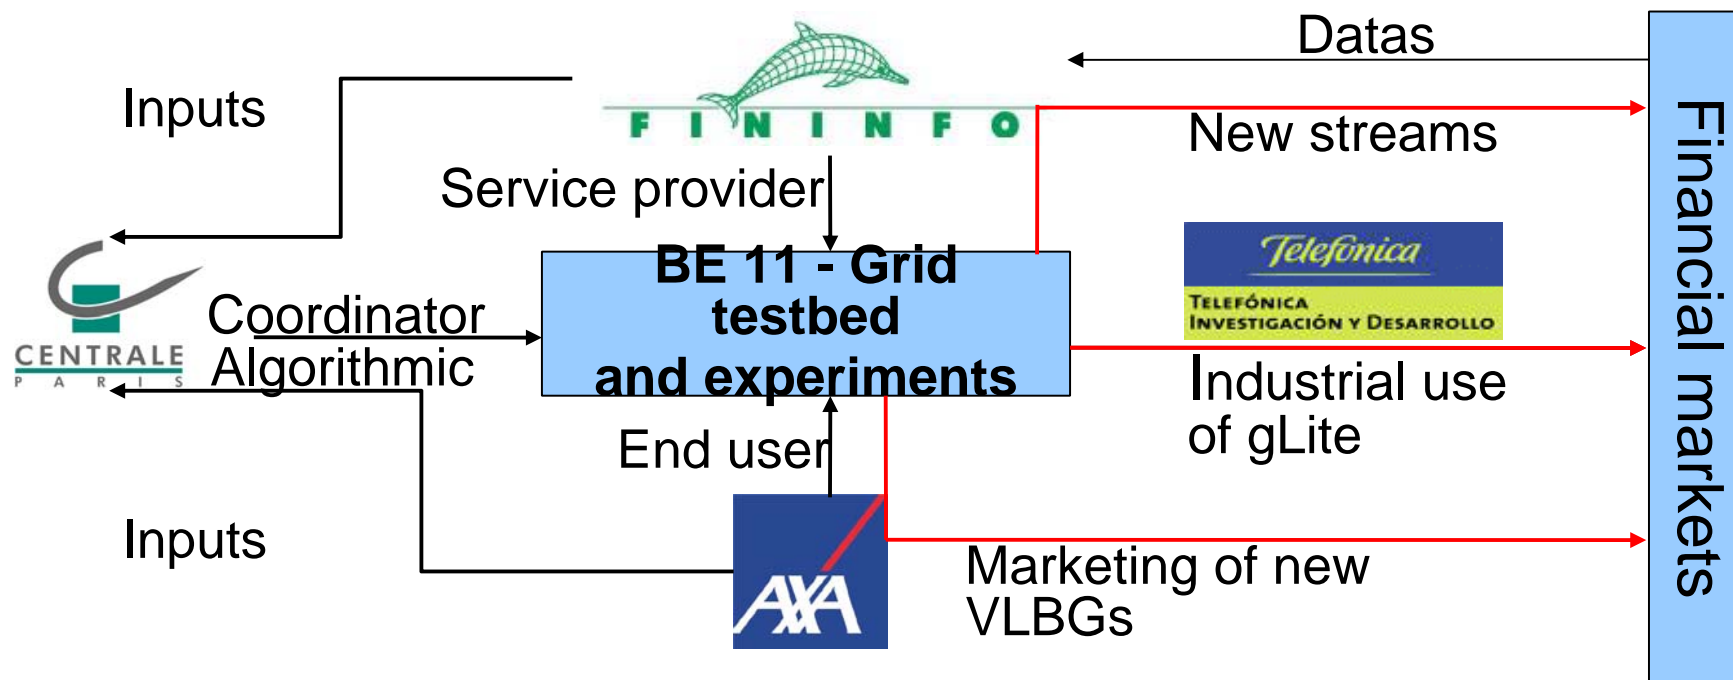 Datas
Inputs
FININFO
New streams
Service provider
Financial markets
BE 11 - Grid
testbed
and experiments
Telefónica
TELEFÓNICA
INVESTIGACIÓN Y DESARROLLO
Coordinator
Algorithmic
CENTRALE
PARIS
Industrial use
of gLite
End user
Inputs
AXA
Marketing of new
VLBGs